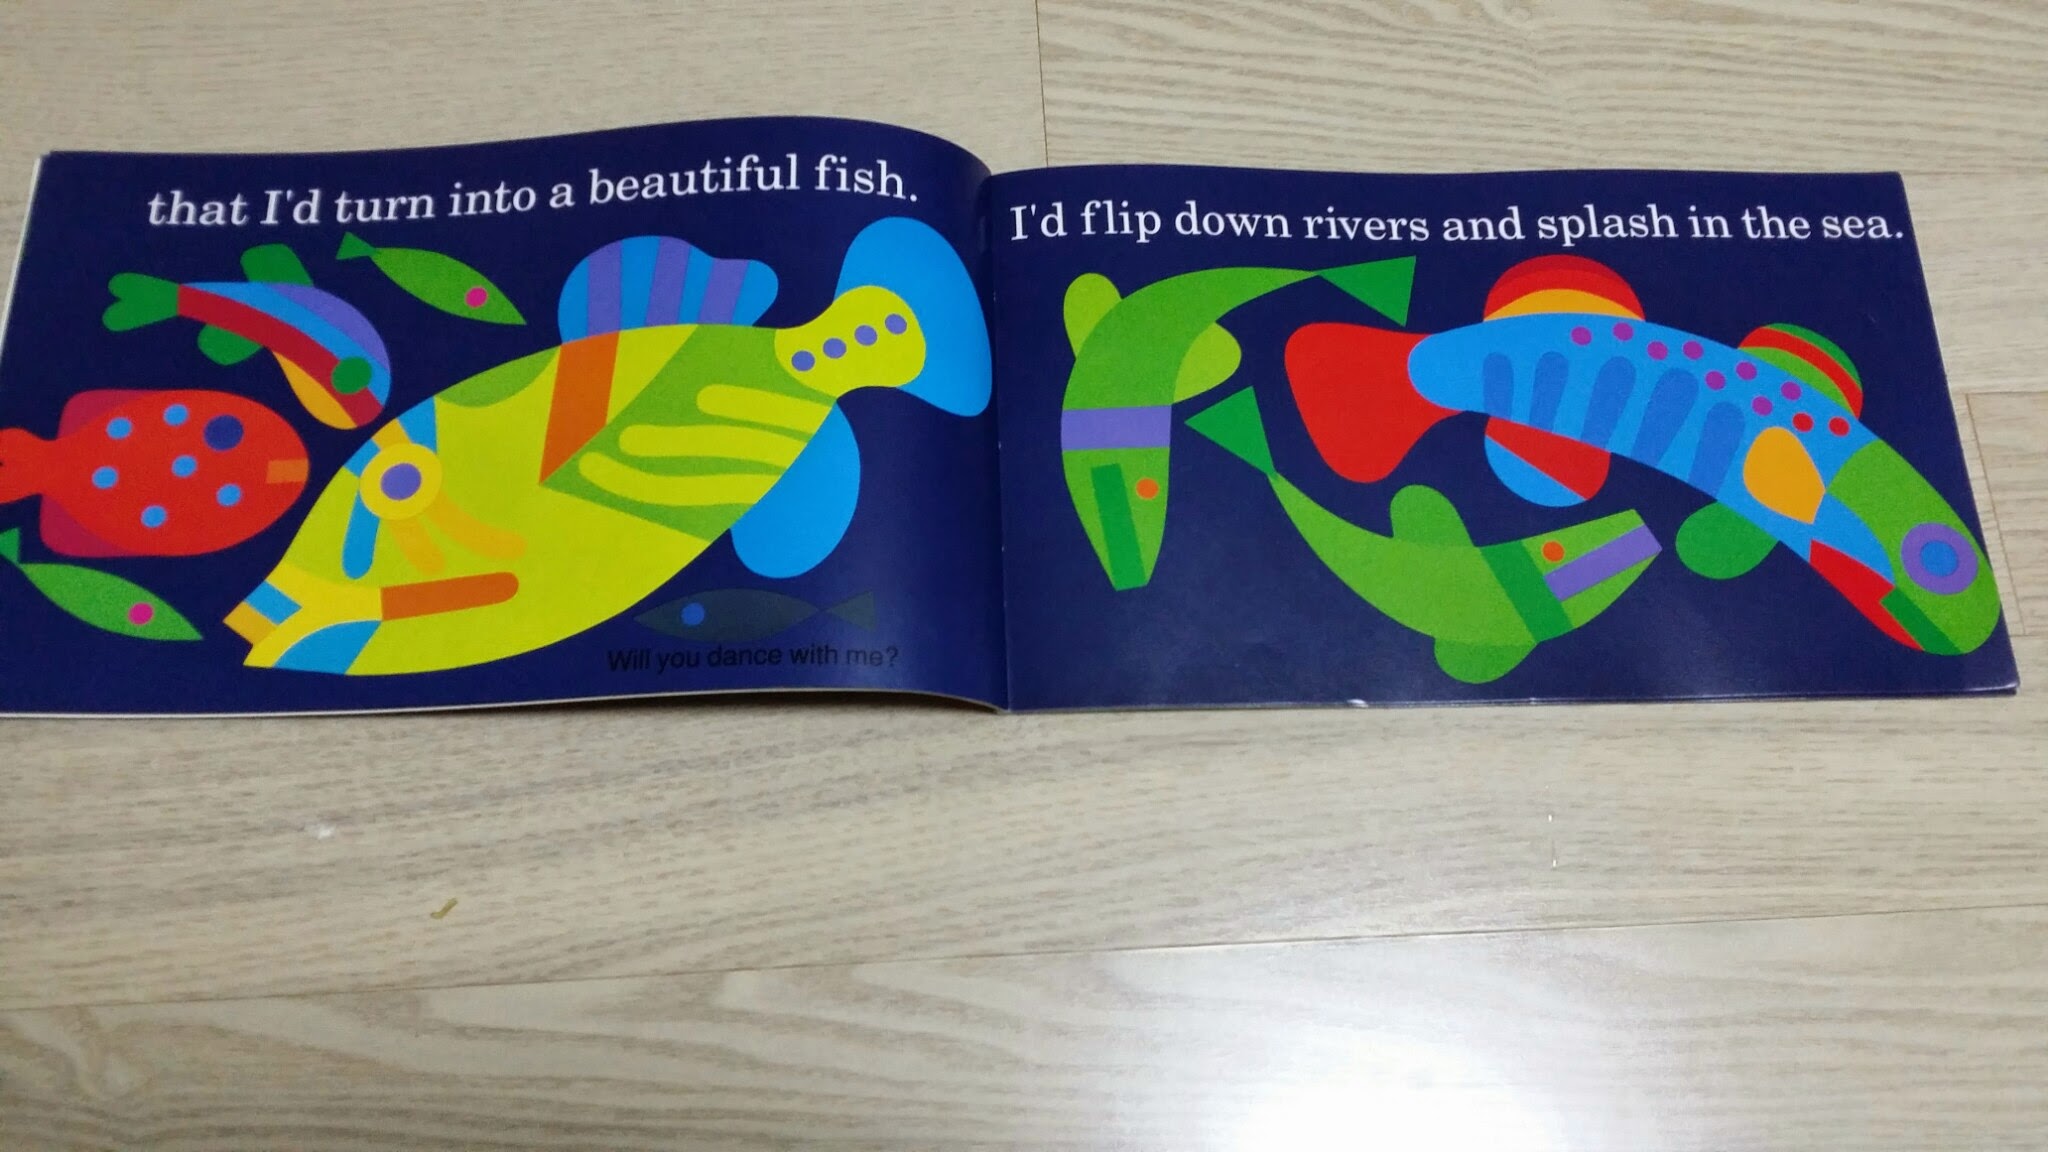 that I'd turn into a beautiful fish.
Will you dance with me?
I'd flip down rivers and splash in the sea.